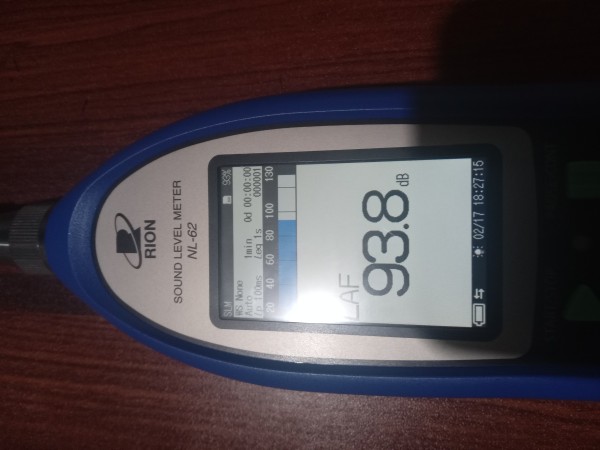 RION
SOUND LEVEL METER
NL-62
SLM 93%
WS None
Auto 1min 0d 00:00:00
Lp 100ms Leq 1s 000001
20 40 60 80 100 130
LAF
93.8 dB
02/17 18:27:15